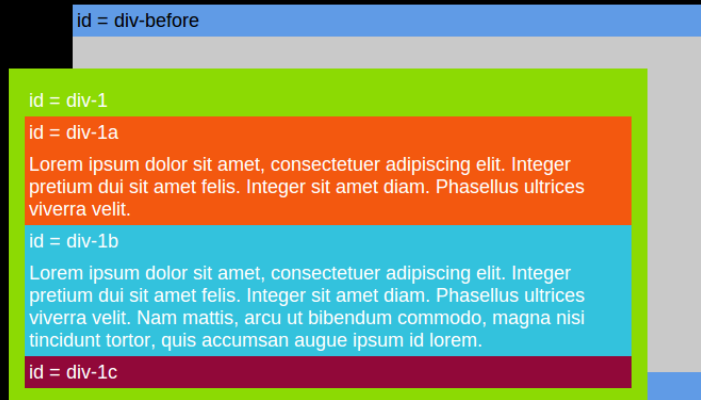 id = div-before
id = div-1
id = div-1a
Lorem ipsum dolor sit amet, consectetuer adipiscing elit. Integer
pretium dui sit amet felis. Integer sit amet diam. Phasellus ultrices
viverra velit.
id = div-1b
Lorem ipsum dolor sit amet, consectetuer adipiscing elit. Integer
pretium dui sit amet felis. Integer sit amet diam. Phasellus ultrices
viverra velit. Nam mattis, arcu ut bibendum commodo, magna nisi
tincidunt tortor, quis accumsan augue ipsum id lorem.
id = div-1c